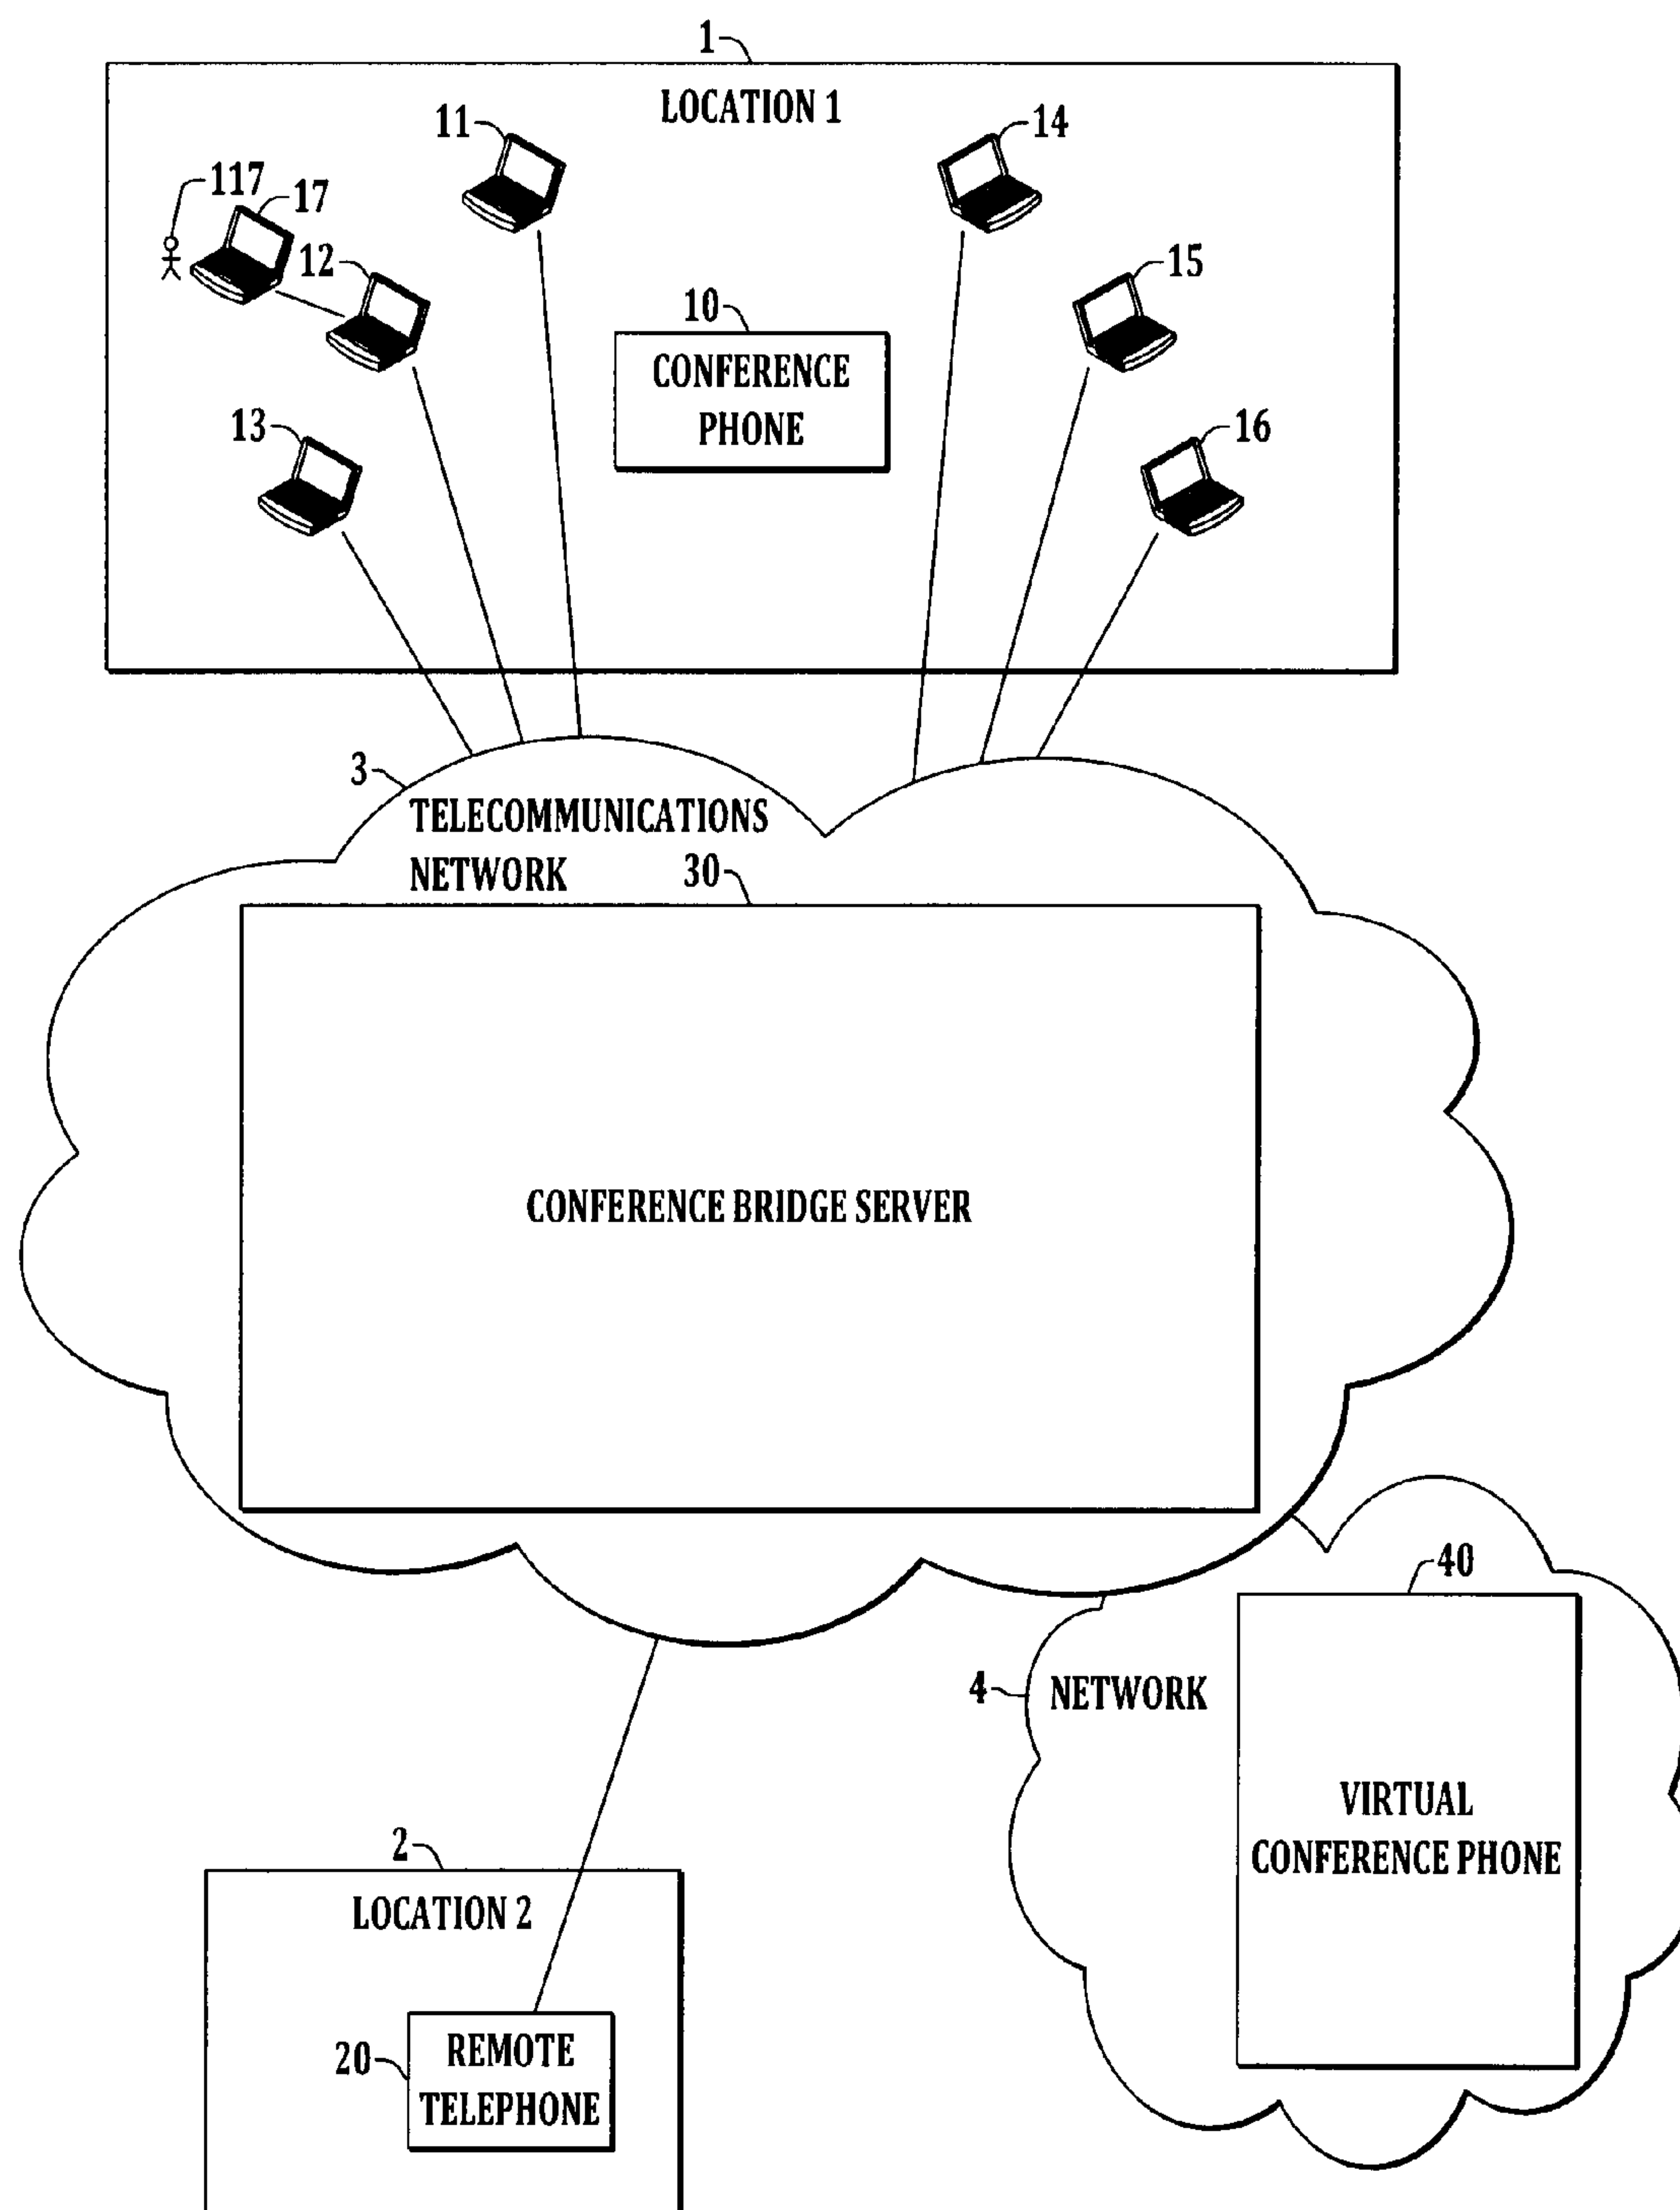 1
LOCATION 1
11
14
117
17
12
15
10
CONFERENCE
PHONE
13
16
3
TELECOMMUNICATIONS
NETWORK
30
CONFERENCE BRIDGE SERVER
40
4
NETWORK
VIRTUAL
CONFERENCE PHONE
2
LOCATION 2
20
REMOTE
TELEPHONE